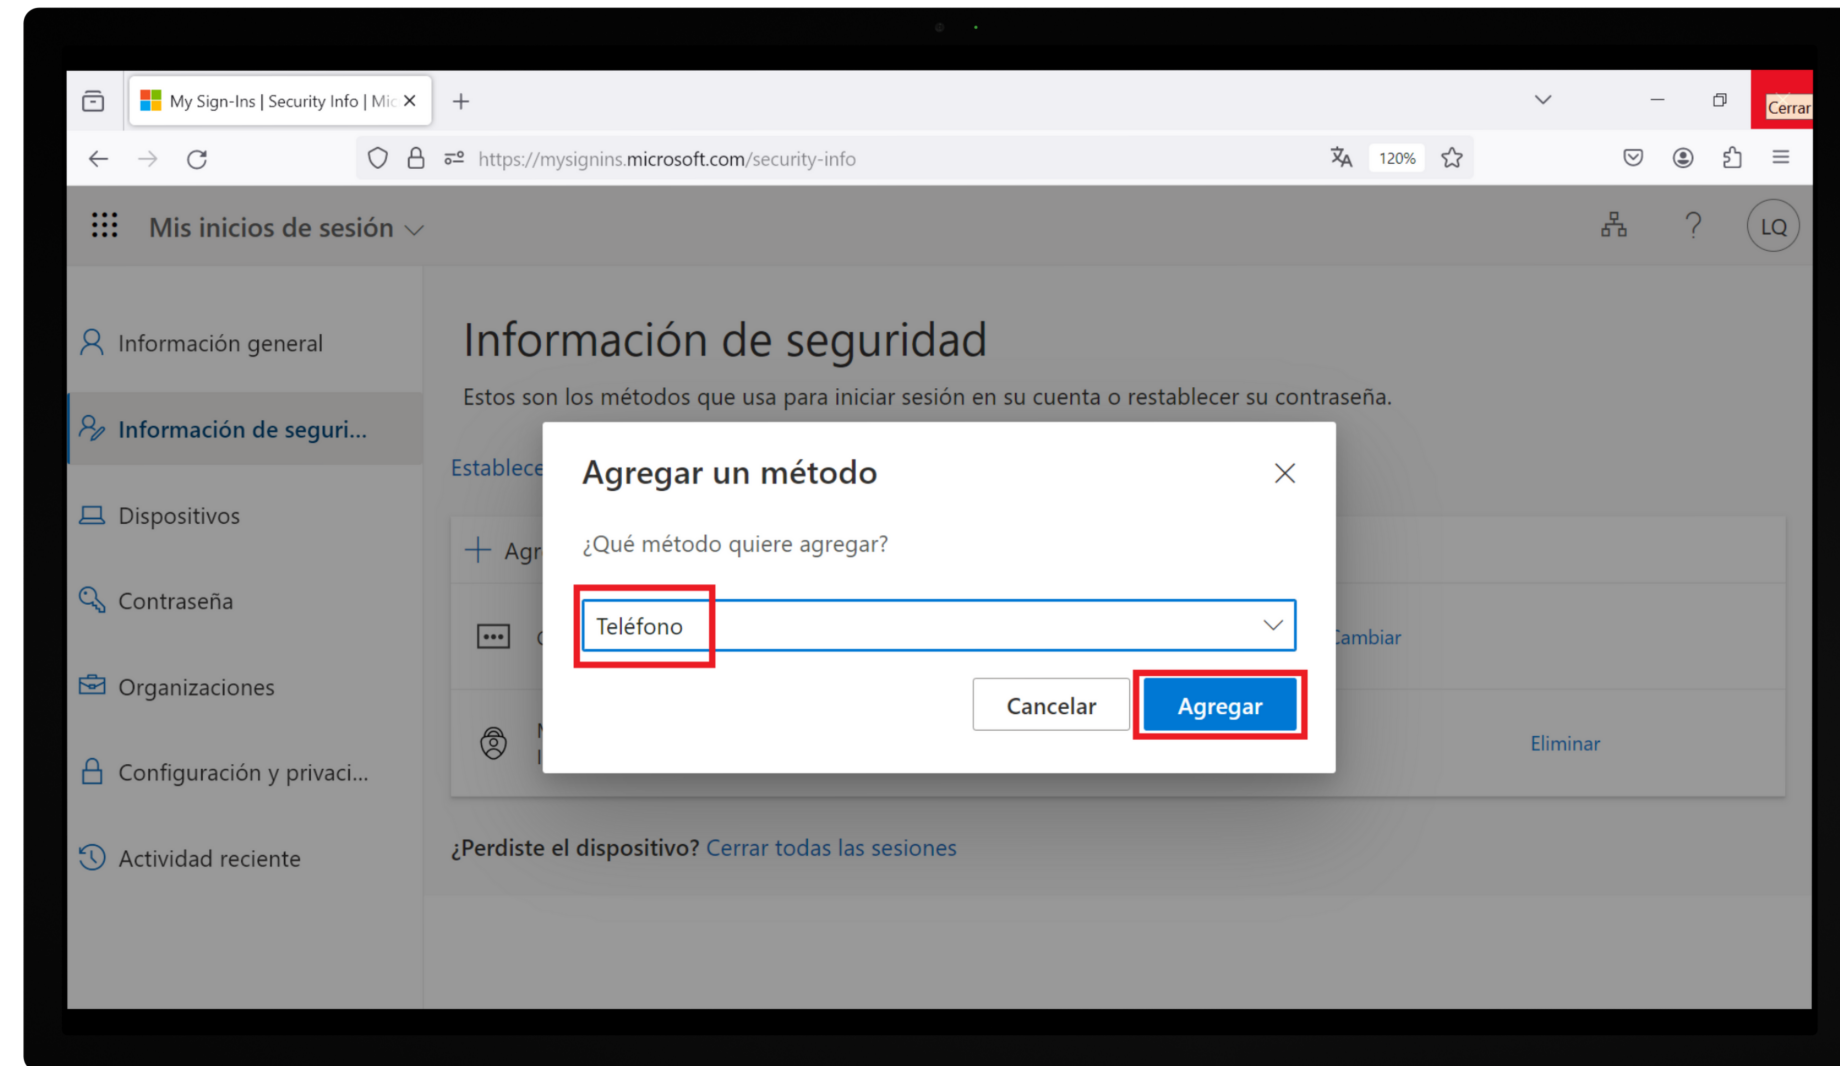 My Sign-Ins | Security Info | Mic
Cerrar
https://mysignins.microsoft.com/security-info
120%
Mis inicios de sesión
?
LQ
Información general
Información de seguri...
Dispositivos
Contraseña
Organizaciones
Configuración y privaci...
Actividad reciente
Información de seguridad
Estos son los métodos que usa para iniciar sesión en su cuenta o restablecer su contraseña.
Establece
Agr
Agregar un método
¿Qué método quiere agregar?
Teléfono
Cancelar
Agregar
Cambiar
Eliminar
¿Perdiste el dispositivo? Cerrar todas las sesiones